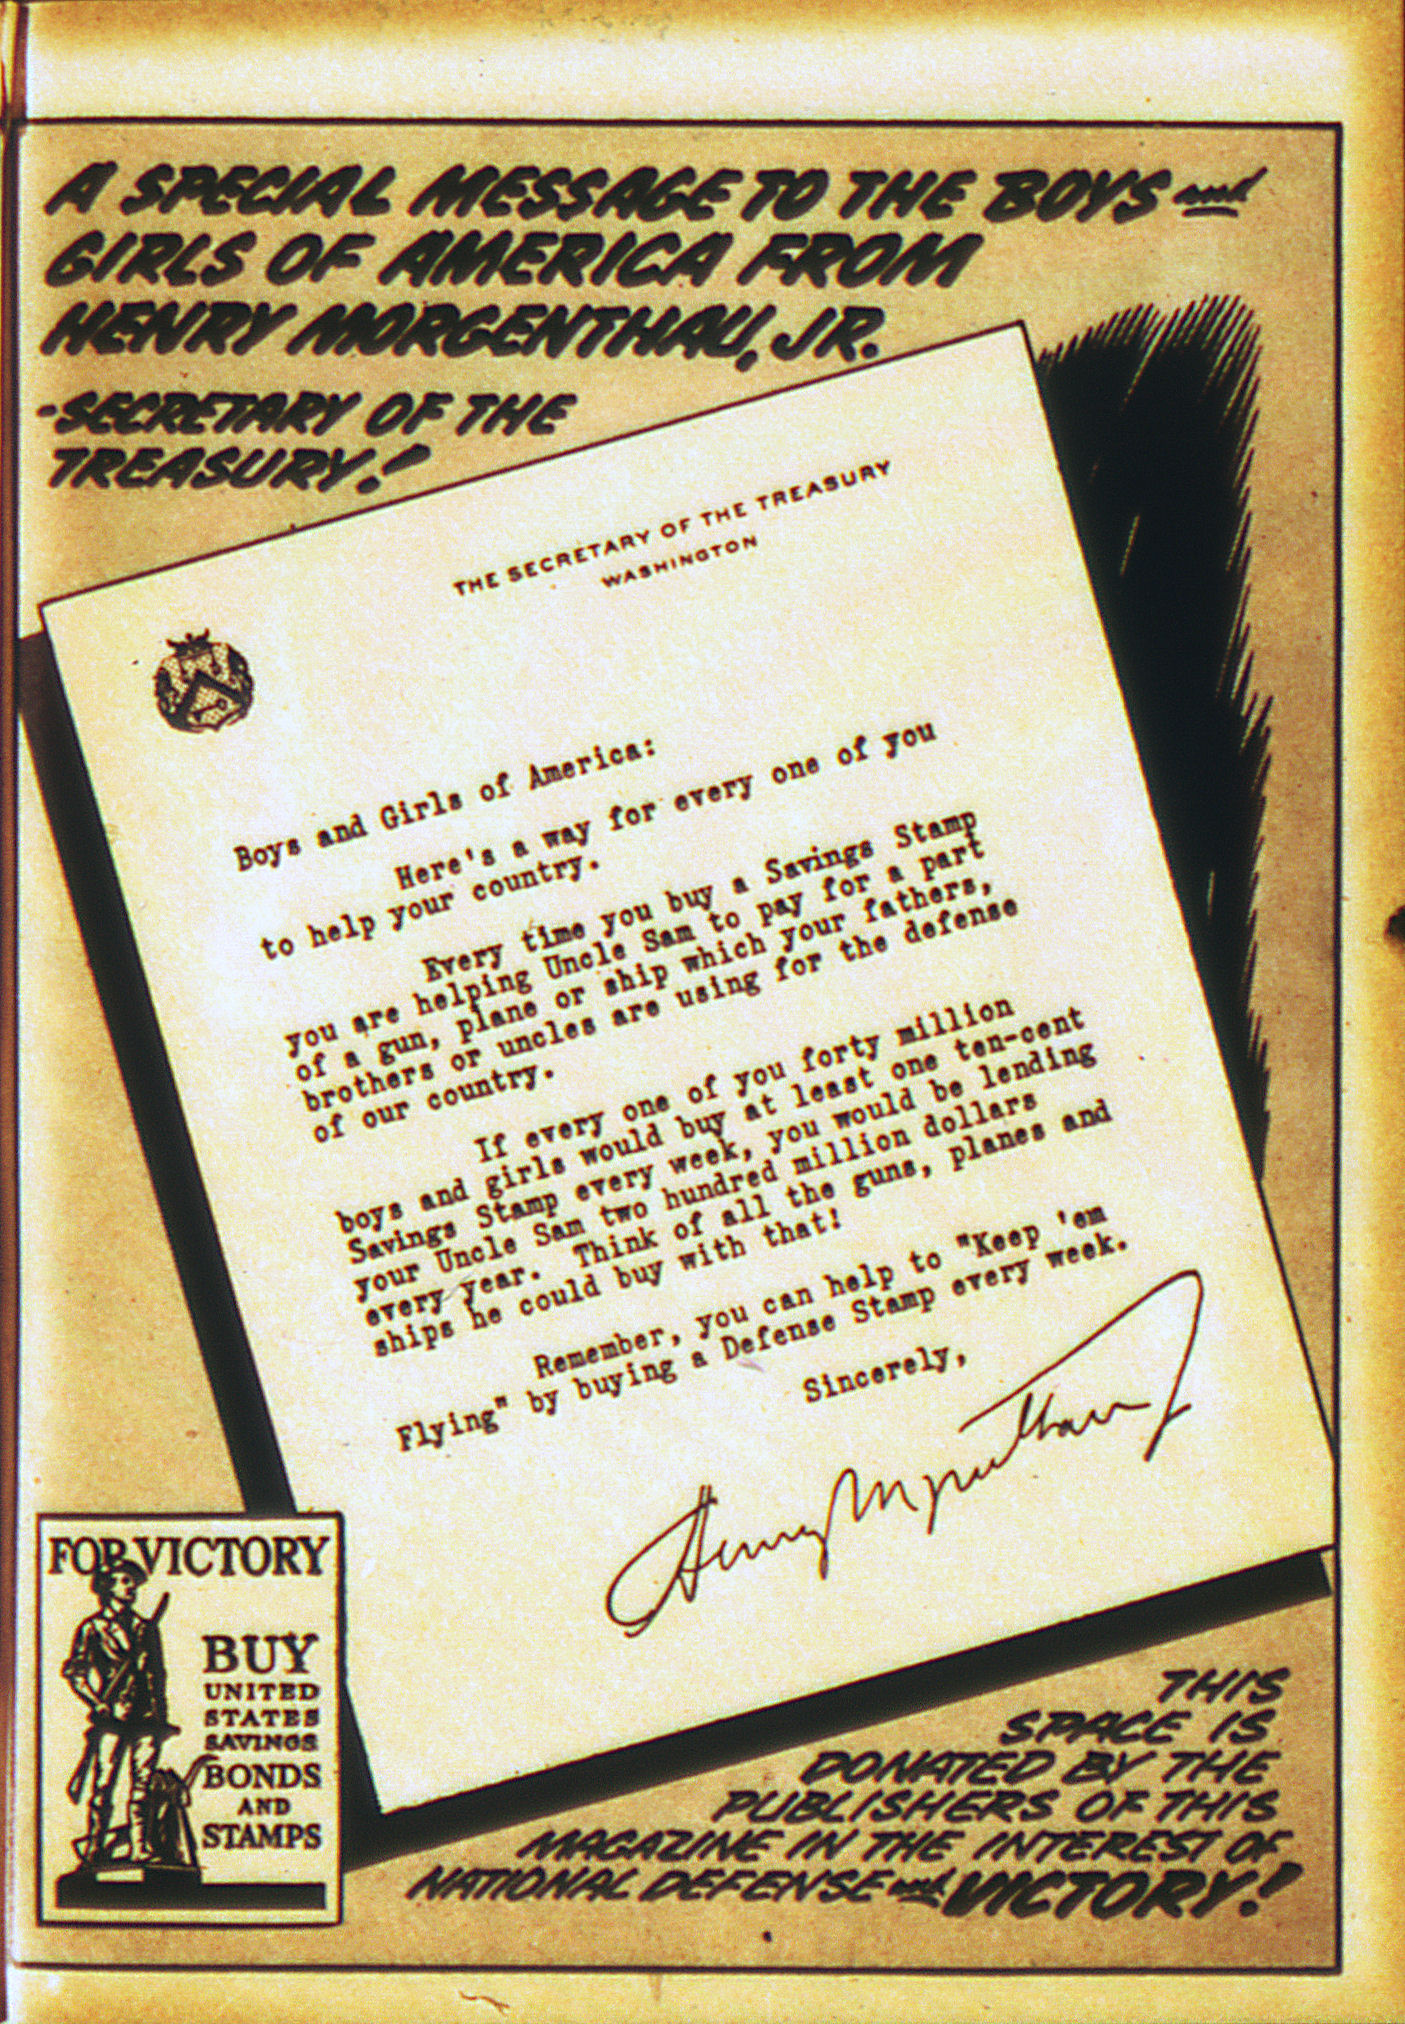 A SPECIAL MESSAGE TO THE BOYS and
GIRLS OF AMERICA FROM
HENRY MORGENTHAU, JR.
-SECRETARY OF THE
TREASURY!
THE SECRETARY OF THE TREASURY
WASHINGTON
Boys and Girls of America:
Here's a way for every one of you
to help your country.
Every time you buy a Savings Stamp
you are helping Uncle Sam to pay for a part
of a gun, plane or ship which your fathers,
brothers or uncles are using for the defense
of our country.
If every one of you forty million
boys and girls would buy at least one ten-cent
Savings Stamp every week, you would be lending
your Uncle Sam two hundred million dollars
every year. Think of all the guns, planes and
ships he could buy with that!
Remember, you can help to "Keep 'em
Flying" by buying a Defense Stamp every week.
Sincerely,
Henry Morgenthau Jr
FOR VICTORY
BUY
UNITED
STATES
SAVINGS
BONDS
AND
STAMPS
THIS
SPACE IS
DONATED BY THE
PUBLISHERS OF THIS
MAGAZINE IN THE INTEREST OF
NATIONAL DEFENSE and VICTORY!